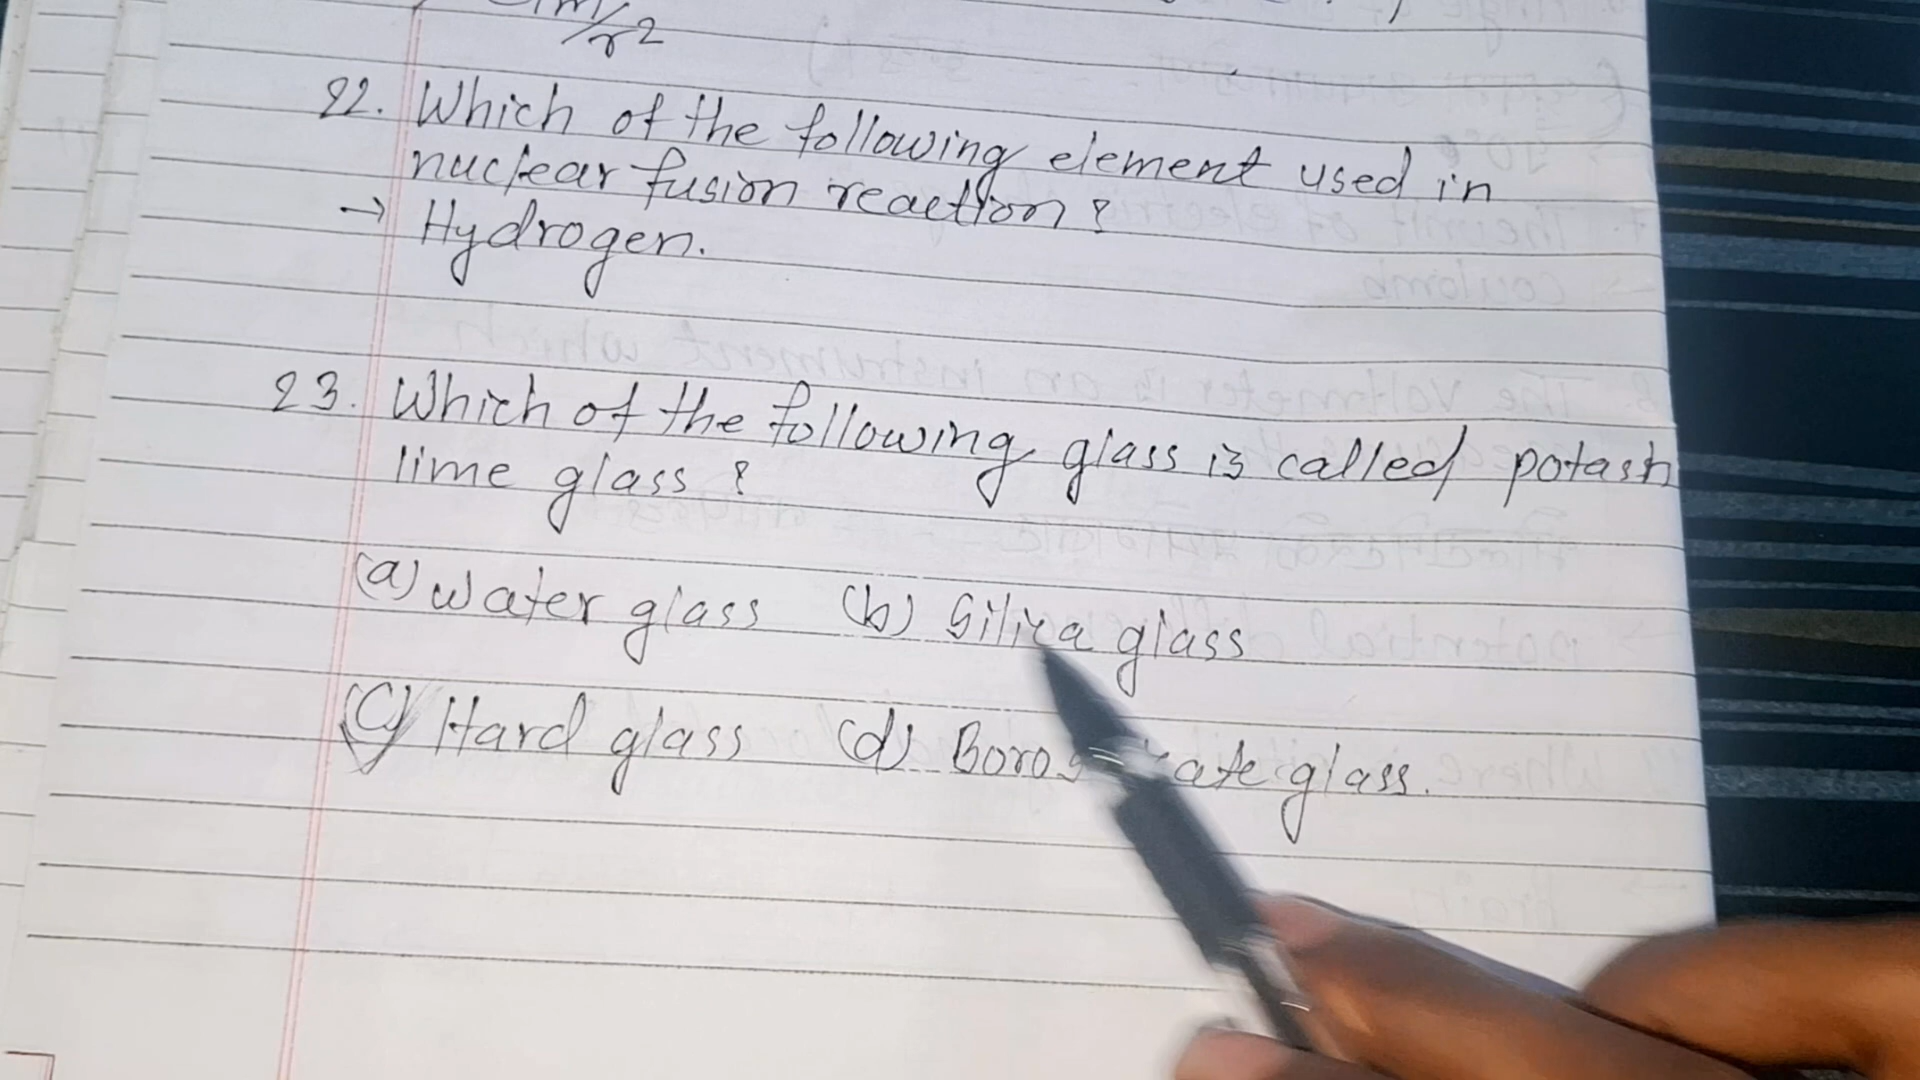 m/r2
22. Which of the following element used in
nuclear fusion reaction?
→ Hydrogen.
23. Which of the following glass is called potash
lime glass?
(a) Water glass (b) Silica glass
(c) Hard glass (d) glass.